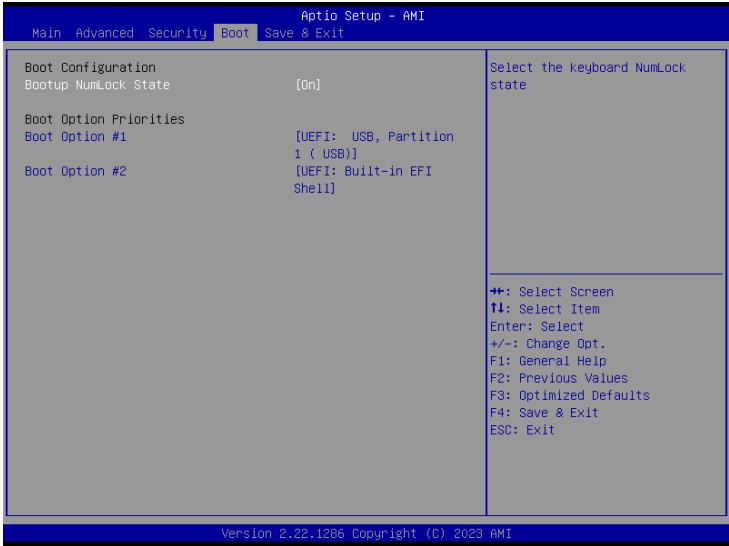 Aptio Setup – AMI
Main Advanced Security Boot Save & Exit
Boot Configuration
Bootup NumLock State [On]
Boot Option Priorities
Boot Option #1 [UEFI: USB, Partition
1 ( USB)]
Boot Option #2 [UEFI: Built-in EFI
Shell]
Select the keyboard NumLock
state
→←: Select Screen
↑↓: Select Item
Enter: Select
+/-: Change Opt.
F1: General Help
F2: Previous Values
F3: Optimized Defaults
F4: Save & Exit
ESC: Exit
Version 2.22.1286 Copyright (C) 2023 AMI